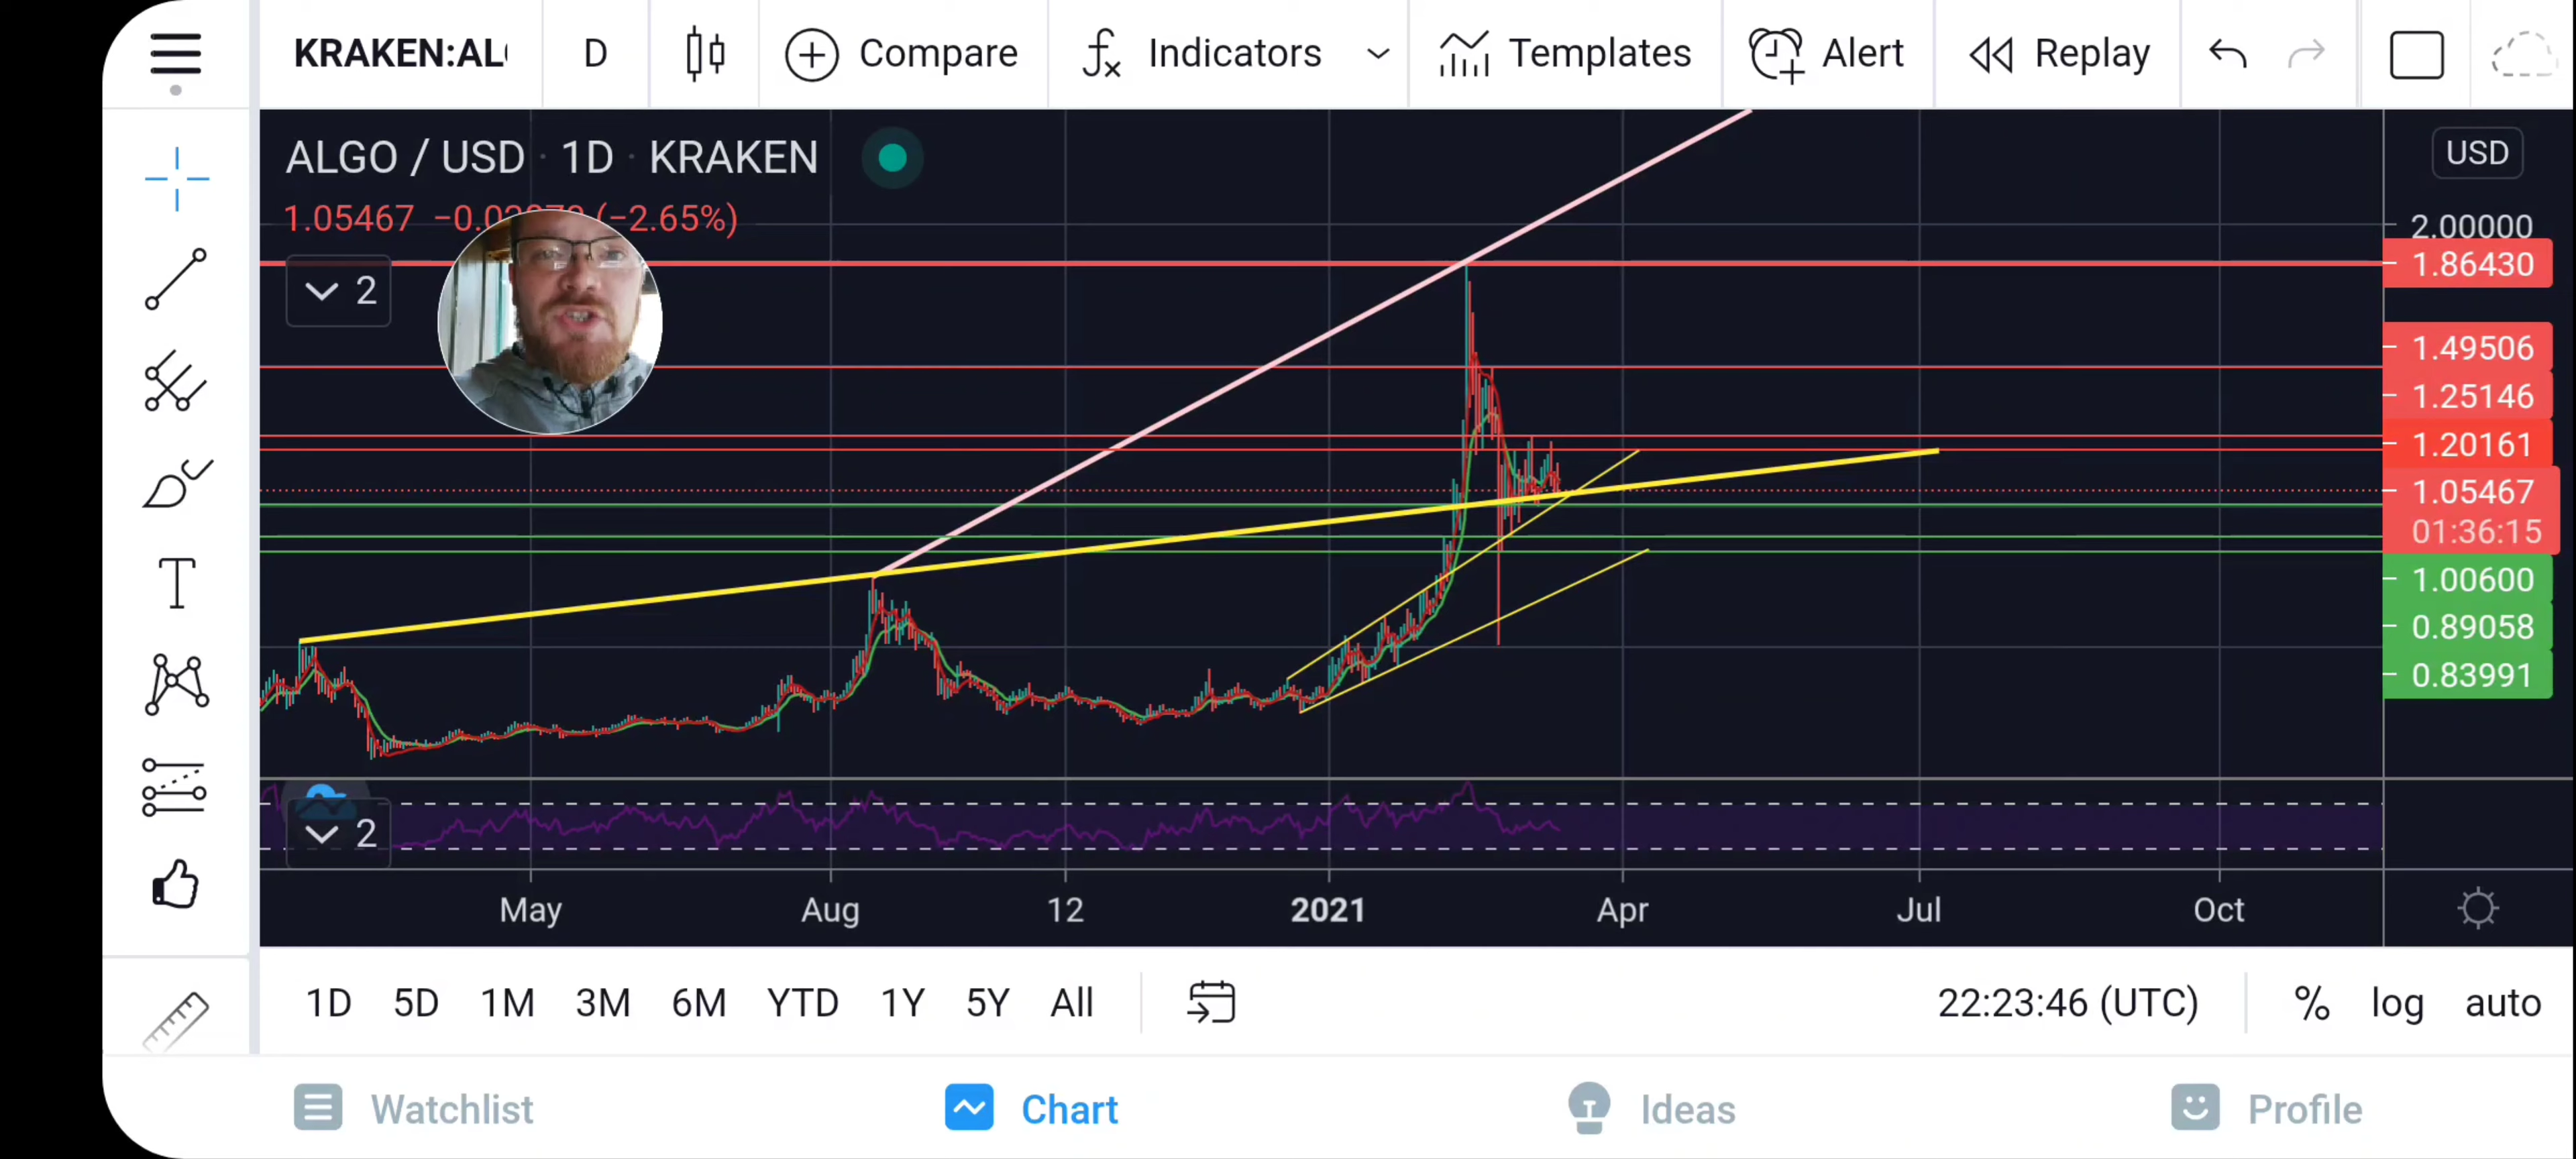 KRAKEN:AL
D
Compare
Indicators
Templates
Alert
Replay
ALGO / USD · 1D · KRAKEN
USD
1.05467 (−2.65%)
2
2.00000
1.86430
1.49506
1.25146
1.20161
1.05467
01:36:15
1.00600
0.89058
0.83991
2
May Aug 12 2021 Apr Jul Oct
1D 5D 1M 3M 6M YTD 1Y 5Y All
22:23:46 (UTC)
% log auto
Watchlist
Chart
Ideas
Profile